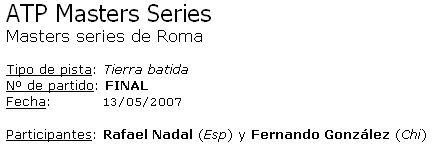 ATP Masters Series
Masters series de Roma
Tipo de pista: Tierra batida
Nº de partido: FINAL
Fecha: 13/05/2007
Participantes: Rafael Nadal (Esp) y Fernando González (Chi)